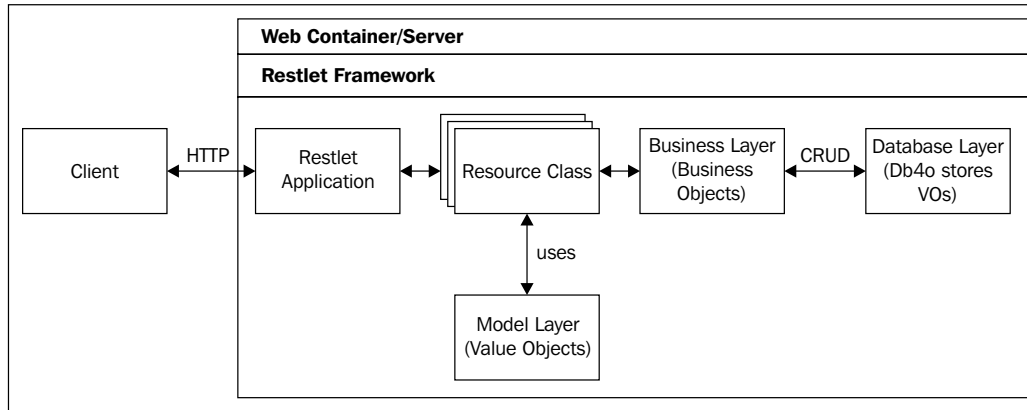 Web Container/Server
Restlet Framework
Client
HTTP
Restlet
Application
Resource Class
Business Layer
(Business
Objects)
CRUD
Database Layer
(Db4o stores
VOs)
uses
Model Layer
(Value Objects)